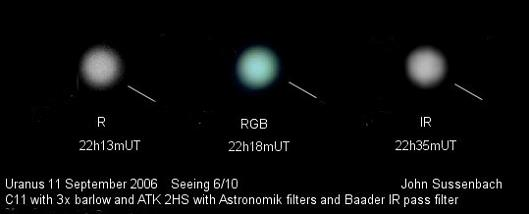 R RGB IR
22h13mUT 22h18mUT 22h35mUT
Uranus 11 September 2006 Seeing 6/10 John Sussenbach
C11 with 3x barlow and ATK 2HS with Astronomik filters and Baader IR pass filter